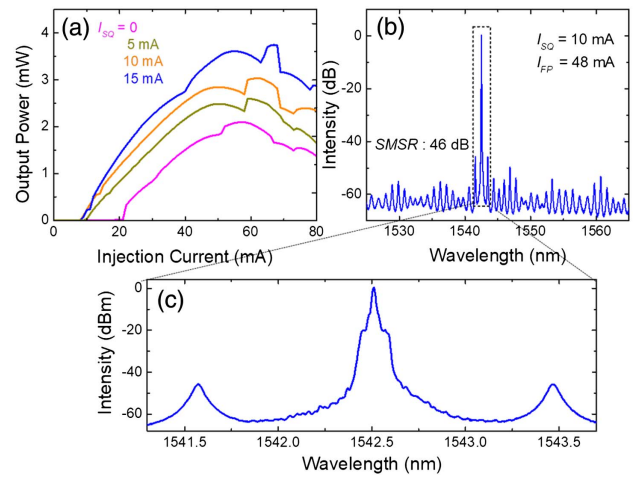 (a)
I_SQ = 0
5 mA
10 mA
15 mA
Output Power (mW)
5
4
3
2
1
0
0 20 40 60 80
Injection Current (mA)
(b)
I_SQ = 10 mA
I_FP = 48 mA
SMSR : 46 dB
Intensity (dB)
0
-20
-40
-60
1530 1540 1550 1560
Wavelength (nm)
(c)
Intensity (dBm)
0
-20
-40
-60
1541.5 1542.0 1542.5 1543.0 1543.5
Wavelength (nm)